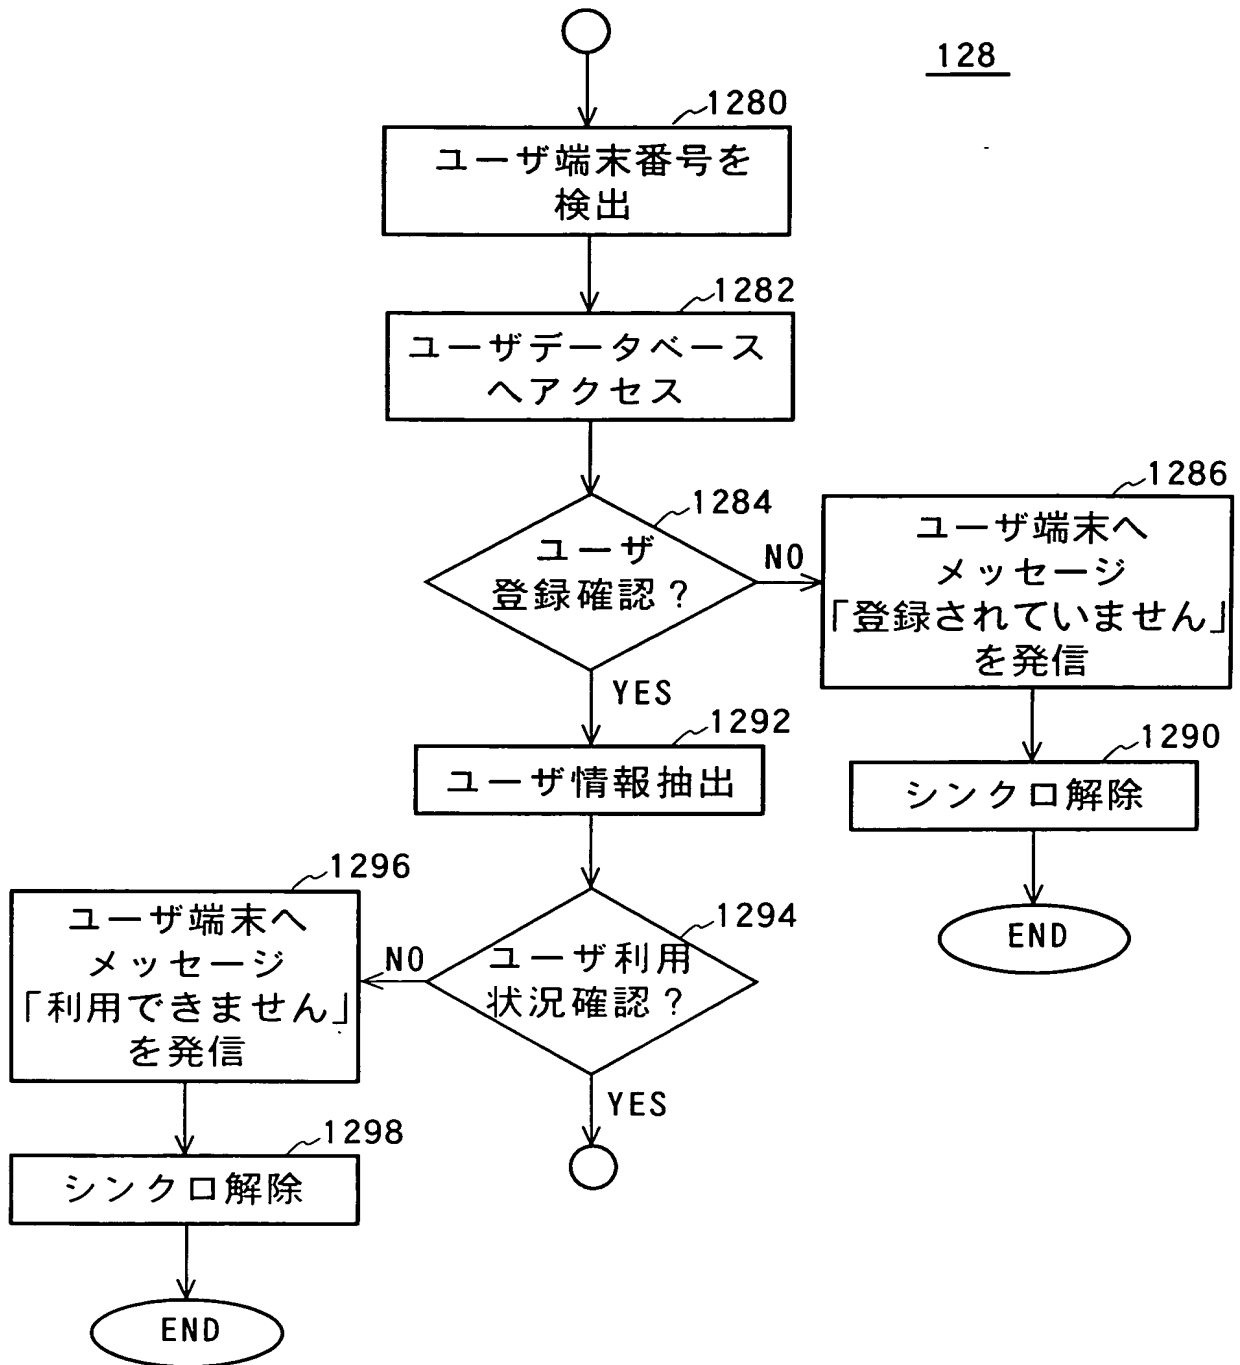 128
1280
ユーザ端末番号を
検出
1282
ユーザデータベース
へアクセス
1284
ユーザ
登録確認？
NO
1286
ユーザ端末へ
メッセージ
「登録されていません」
を発信
YES
1290
シンクロ解除
END
1292
ユーザ情報抽出
1294
ユーザ利用
状況確認？
NO
1296
ユーザ端末へ
メッセージ
「利用できません」
を発信
YES
1298
シンクロ解除
END